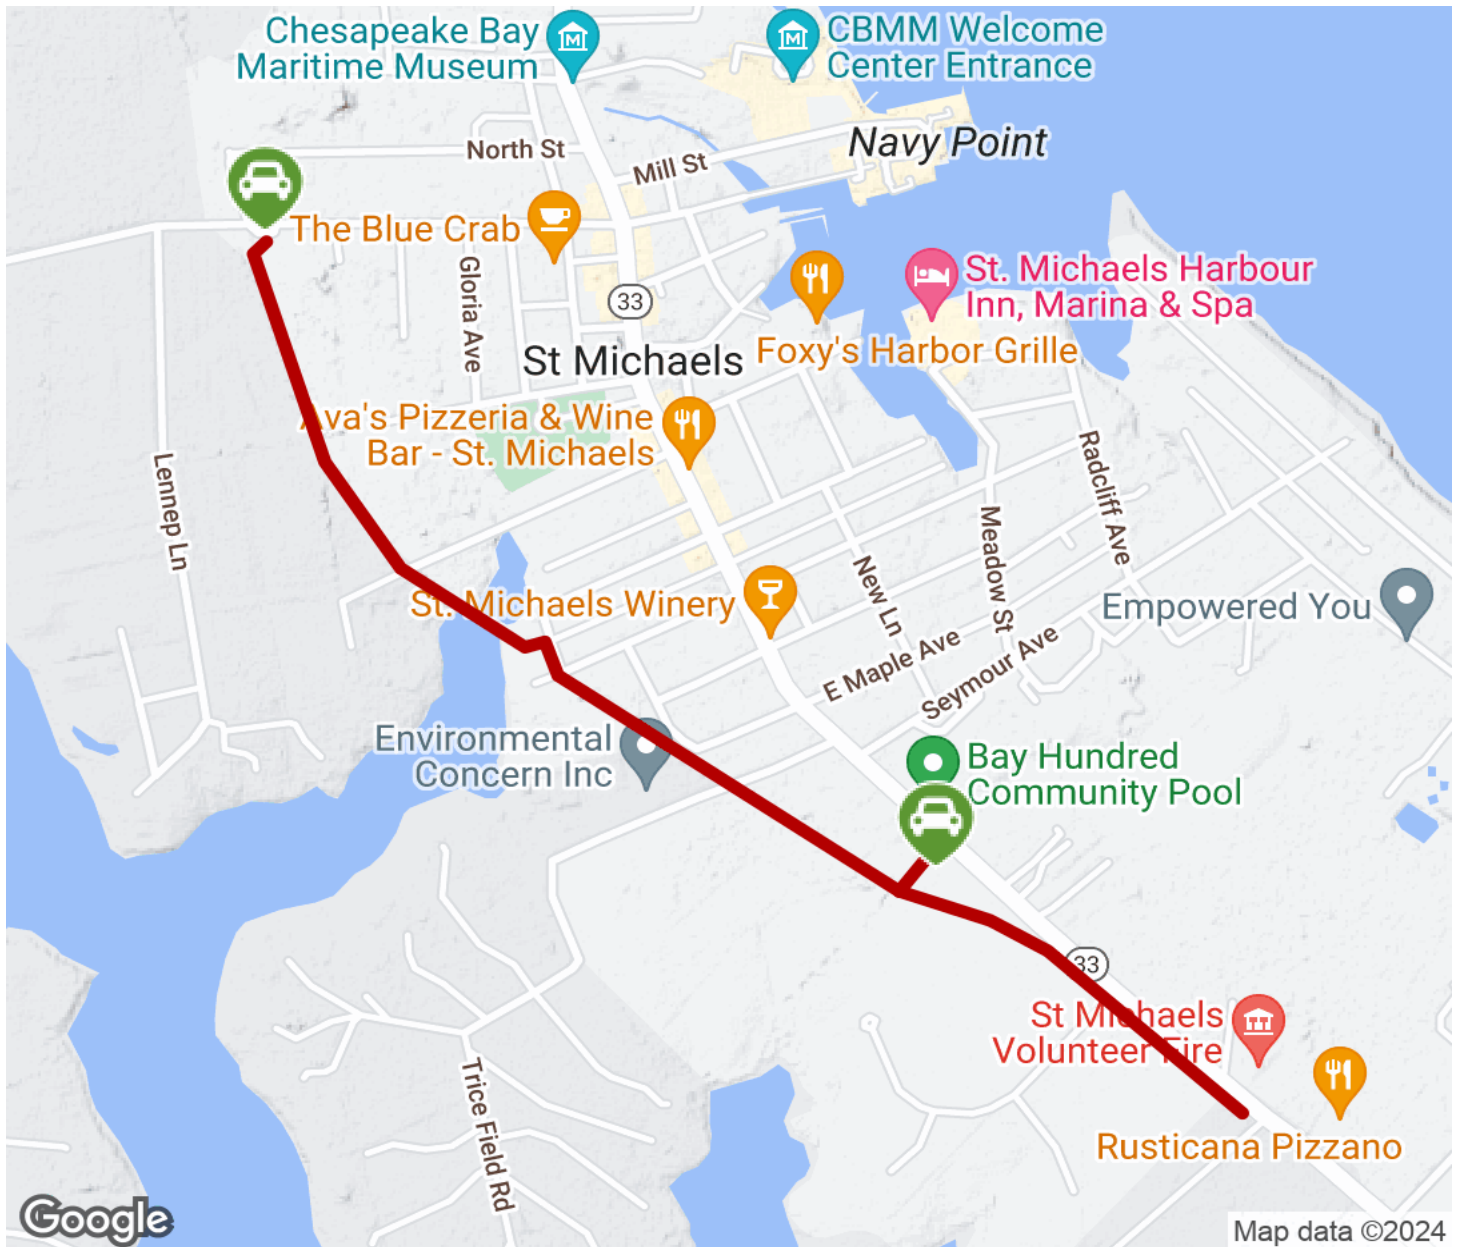 Chesapeake Bay
Maritime Museum
CBMM Welcome
Center Entrance
North St
Mill St
Navy Point
The Blue Crab
Gloria Ave
33
St. Michaels Harbour
Inn, Marina & Spa
St Michaels
Foxy's Harbor Grille
Ava's Pizzeria & Wine
Bar - St. Michaels
Lennep Ln
Radcliff Ave
Meadow St
New Ln
St. Michaels Winery
Empowered You
E Maple Ave
Seymour Ave
Environmental
Concern Inc
Bay Hundred
Community Pool
33
St Michaels
Volunteer Fire
Trice Field Rd
Rusticana Pizzano
Google
Map data ©2024